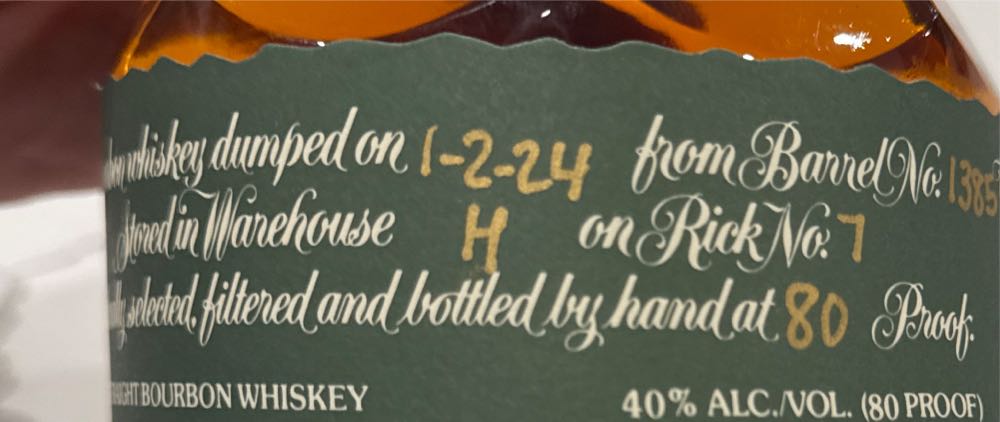 whiskey dumped on 1-2-24 from Barrel No. 1385
Stored in Warehouse H on Rick No. 7
selected, filtered and bottled by hand at 80 Proof.
BOURBON WHISKEY 40% ALC./VOL. (80 PROOF)